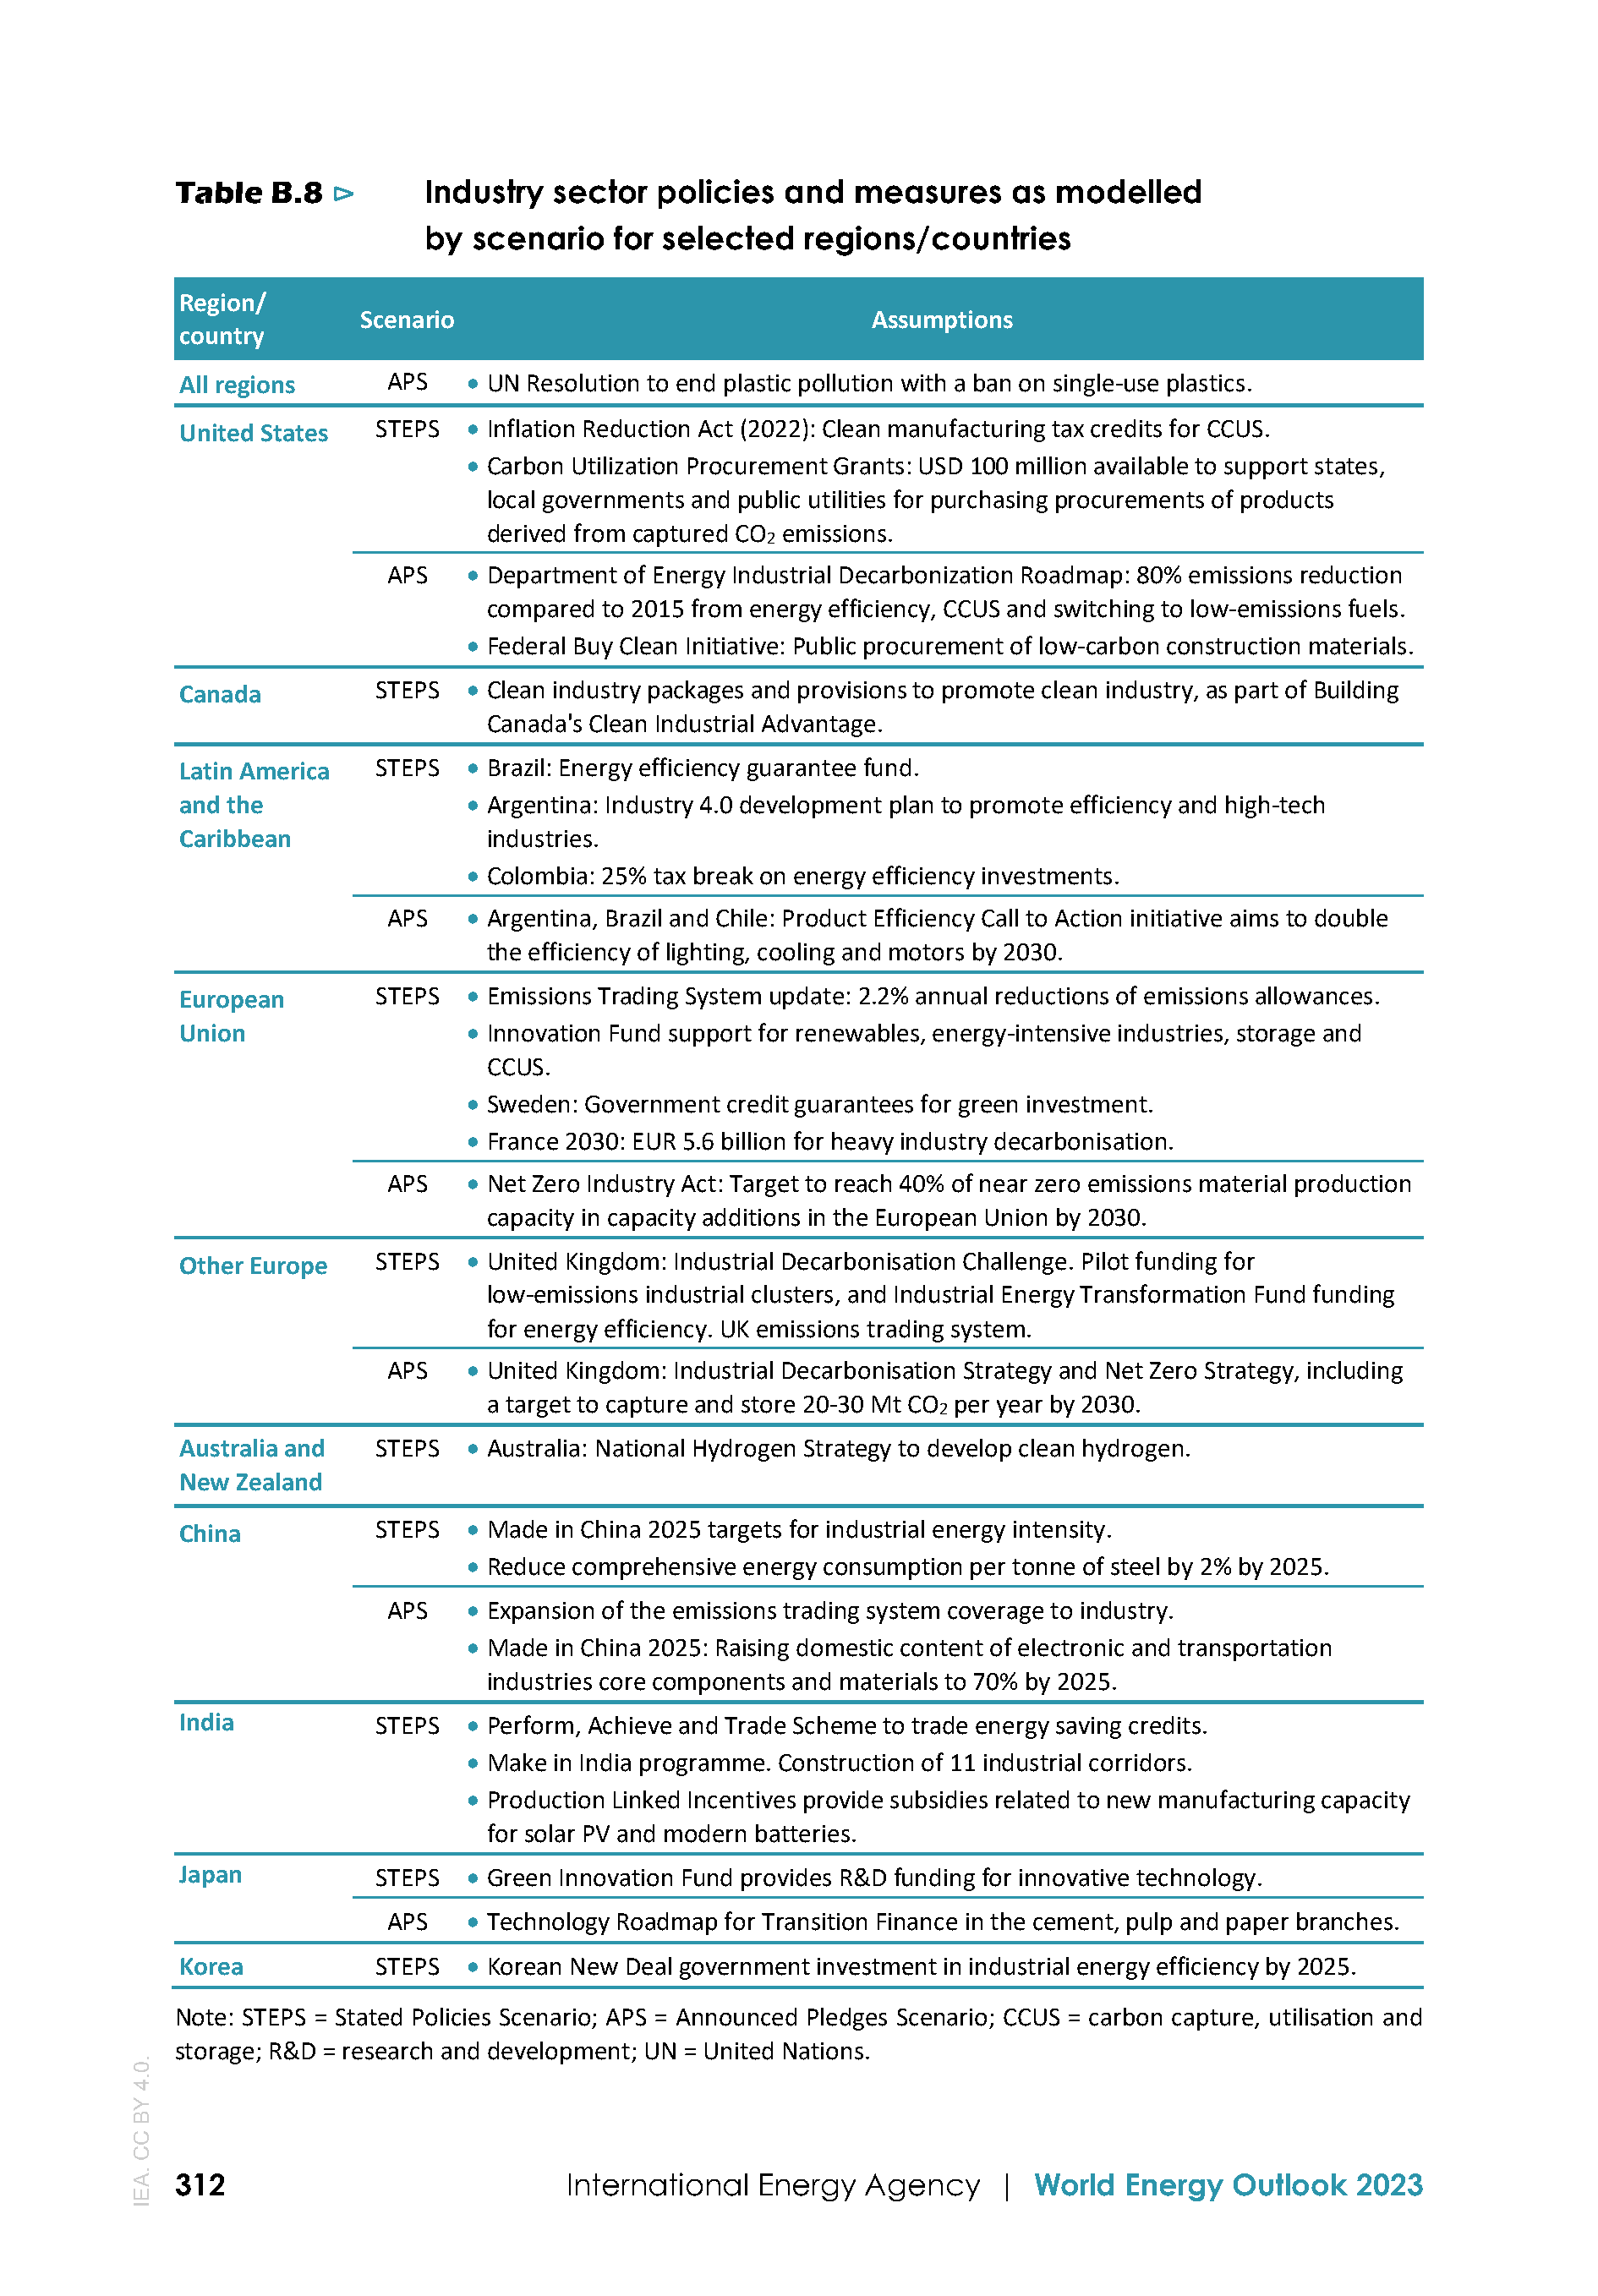 Table B.8 ⊳ Industry sector policies and measures as modelled
by scenario for selected regions/countries
Region/
country
Scenario
Assumptions
All regions APS • UN Resolution to end plastic pollution with a ban on single-use plastics.
United States STEPS • Inflation Reduction Act (2022): Clean manufacturing tax credits for CCUS.
• Carbon Utilization Procurement Grants: USD 100 million available to support states,
local governments and public utilities for purchasing procurements of products
derived from captured CO₂ emissions.
APS • Department of Energy Industrial Decarbonization Roadmap: 80% emissions reduction
compared to 2015 from energy efficiency, CCUS and switching to low-emissions fuels.
• Federal Buy Clean Initiative: Public procurement of low-carbon construction materials.
Canada STEPS • Clean industry packages and provisions to promote clean industry, as part of Building
Canada's Clean Industrial Advantage.
Latin America STEPS • Brazil: Energy efficiency guarantee fund.
and the • Argentina: Industry 4.0 development plan to promote efficiency and high-tech
Caribbean industries.
• Colombia: 25% tax break on energy efficiency investments.
APS • Argentina, Brazil and Chile: Product Efficiency Call to Action initiative aims to double
the efficiency of lighting, cooling and motors by 2030.
European STEPS • Emissions Trading System update: 2.2% annual reductions of emissions allowances.
Union • Innovation Fund support for renewables, energy-intensive industries, storage and
CCUS.
• Sweden: Government credit guarantees for green investment.
• France 2030: EUR 5.6 billion for heavy industry decarbonisation.
APS • Net Zero Industry Act: Target to reach 40% of near zero emissions material production
capacity in capacity additions in the European Union by 2030.
Other Europe STEPS • United Kingdom: Industrial Decarbonisation Challenge. Pilot funding for
low-emissions industrial clusters, and Industrial Energy Transformation Fund funding
for energy efficiency. UK emissions trading system.
APS • United Kingdom: Industrial Decarbonisation Strategy and Net Zero Strategy, including
a target to capture and store 20-30 Mt CO₂ per year by 2030.
Australia and STEPS • Australia: National Hydrogen Strategy to develop clean hydrogen.
New Zealand
China STEPS • Made in China 2025 targets for industrial energy intensity.
• Reduce comprehensive energy consumption per tonne of steel by 2% by 2025.
APS • Expansion of the emissions trading system coverage to industry.
• Made in China 2025: Raising domestic content of electronic and transportation
industries core components and materials to 70% by 2025.
India STEPS • Perform, Achieve and Trade Scheme to trade energy saving credits.
• Make in India programme. Construction of 11 industrial corridors.
• Production Linked Incentives provide subsidies related to new manufacturing capacity
for solar PV and modern batteries.
Japan STEPS • Green Innovation Fund provides R&D funding for innovative technology.
APS • Technology Roadmap for Transition Finance in the cement, pulp and paper branches.
Korea STEPS • Korean New Deal government investment in industrial energy efficiency by 2025.
Note: STEPS = Stated Policies Scenario; APS = Announced Pledges Scenario; CCUS = carbon capture, utilisation and
storage; R&D = research and development; UN = United Nations.
IEA. CC BY 4.0.
312 International Energy Agency | World Energy Outlook 2023